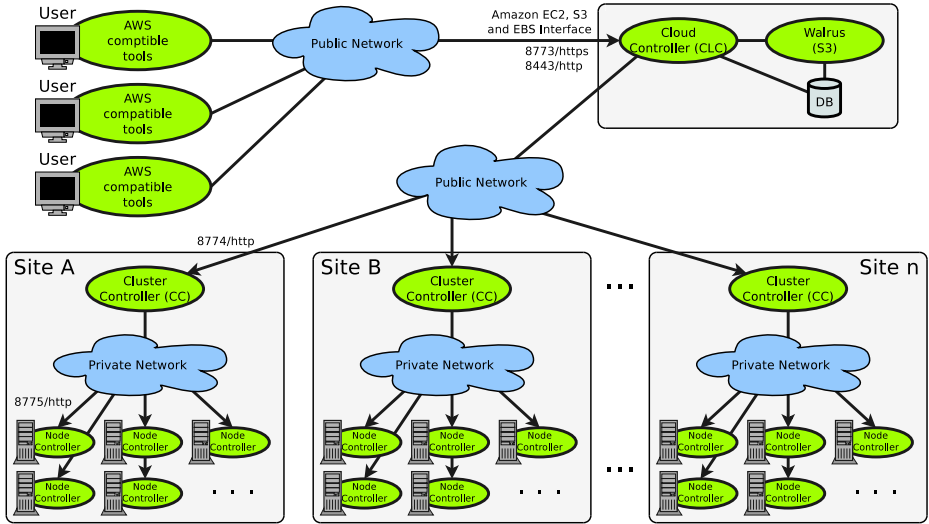 User
AWS
comptible
tools
User
AWS
compatible
tools
User
AWS
compatible
tools
Public Network
Amazon EC2, S3
and EBS Interface
8773/https
8443/http
Cloud
Controller (CLC)
Walrus
(S3)
DB
Public Network
8774/http
Site A
Cluster
Controller (CC)
Private Network
8775/http
Node
Controller
Node
Controller
Node
Controller
Node
Controller
Node
Controller
. . .
Site B
Cluster
Controller (CC)
Private Network
Node
Controller
Node
Controller
Node
Controller
Node
Controller
Node
Controller
. . .
...
...
Site n
Cluster
Controller (CC)
Private Network
Node
Controller
Node
Controller
Node
Controller
Node
Controller
Node
Controller
. . .